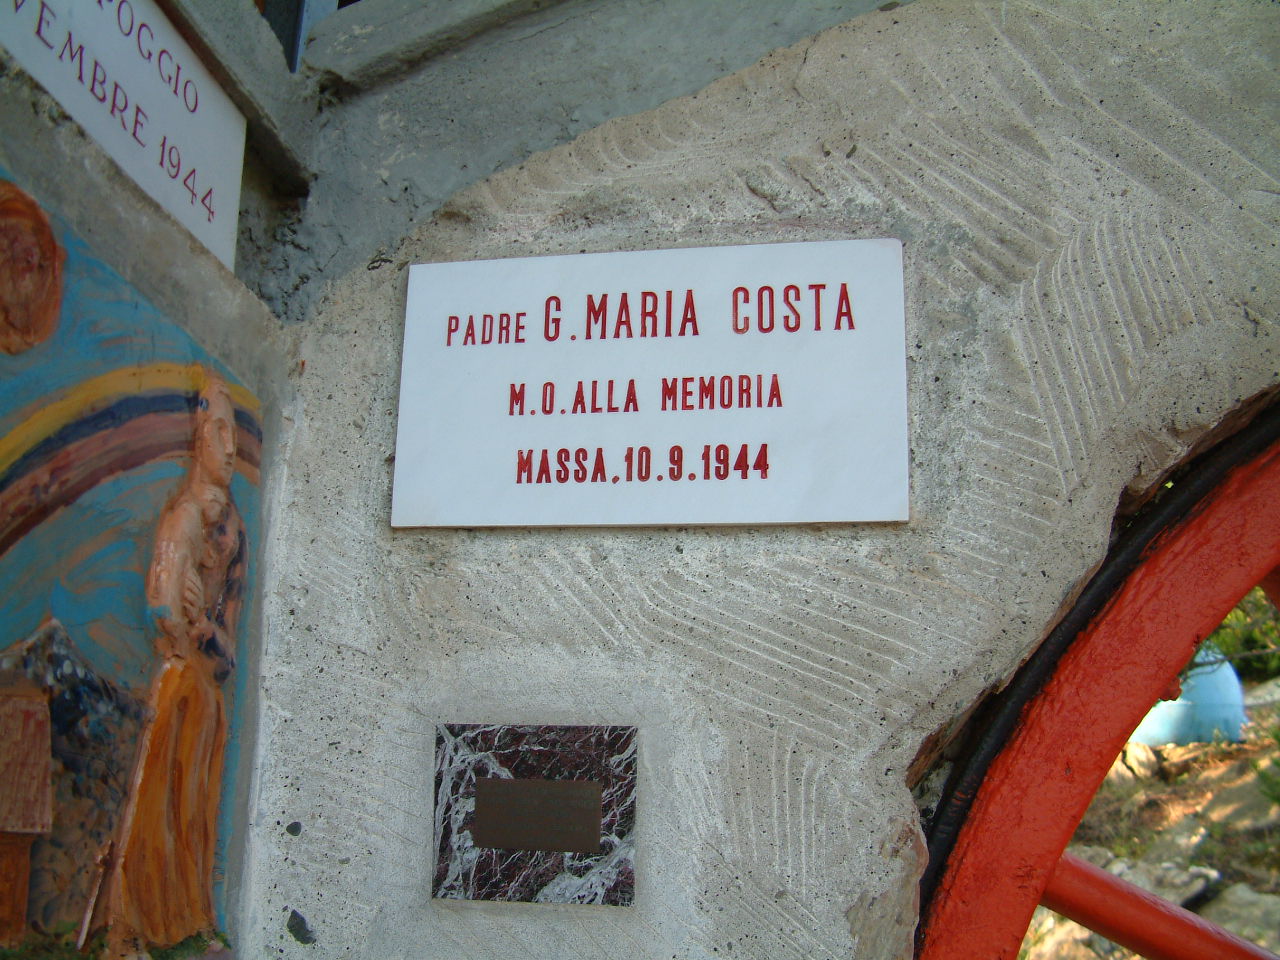 POGGIO
VEMBRE 1944
PADRE G. MARIA COSTA
M.O. ALLA MEMORIA
MASSA, 10.9.1944